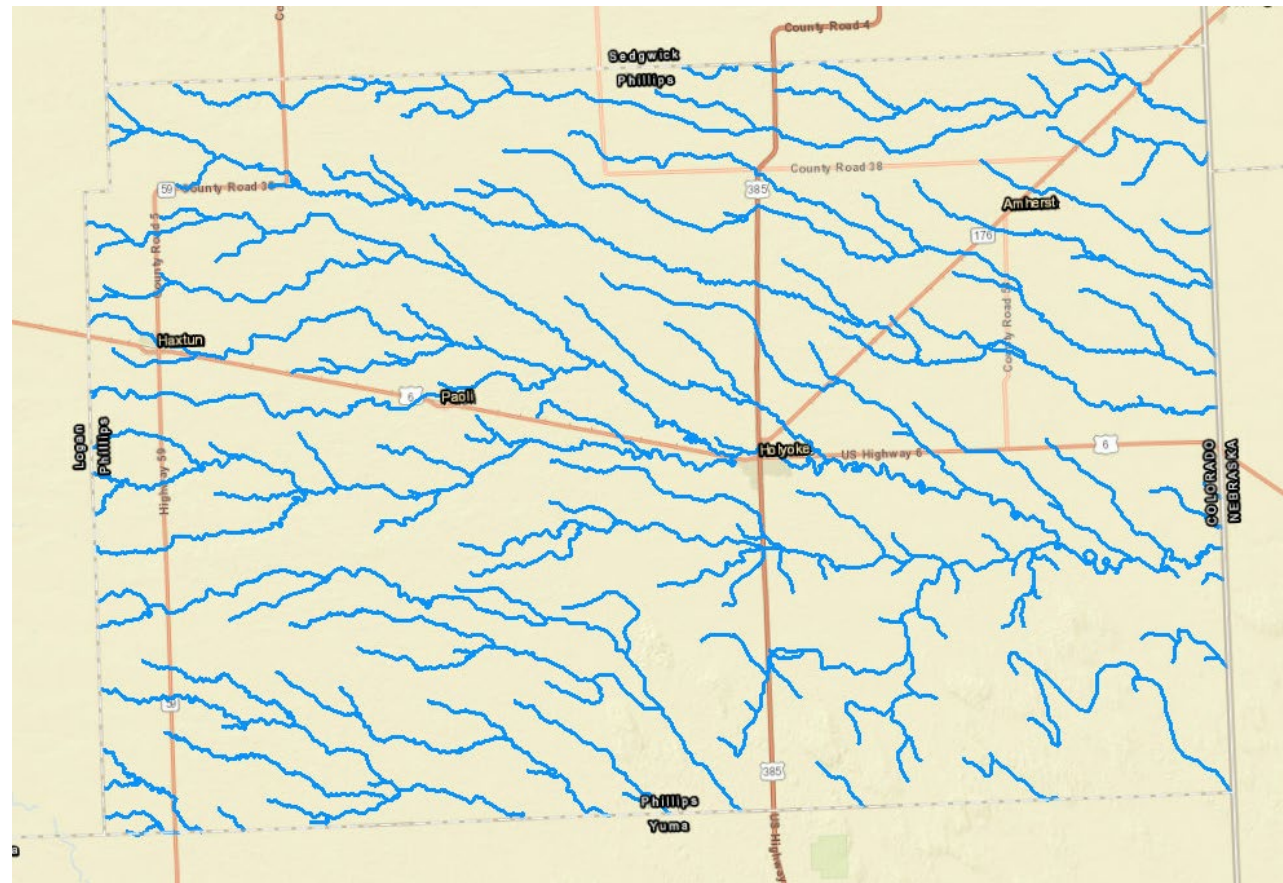 County Road 4
Sedgwick
Phillips
County Road 38
59
County Road 36
385
Amherst
176
County Road 5
County Road 5
Haxtun
6
Paoli
Logan
Phillips
Highway 59
Holyoke
US Highway 6
6
COLORADO
NEBRASKA
59
385
Phillips
Yuma
US Highway